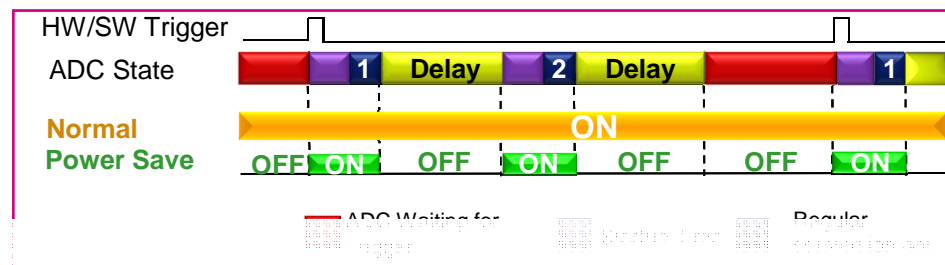 HW/SW Trigger
ADC State 1 Delay 2 Delay 1
Normal ON
Power Save OFF ON OFF ON OFF OFF ON
ADC Waiting for
Trigger
Regular